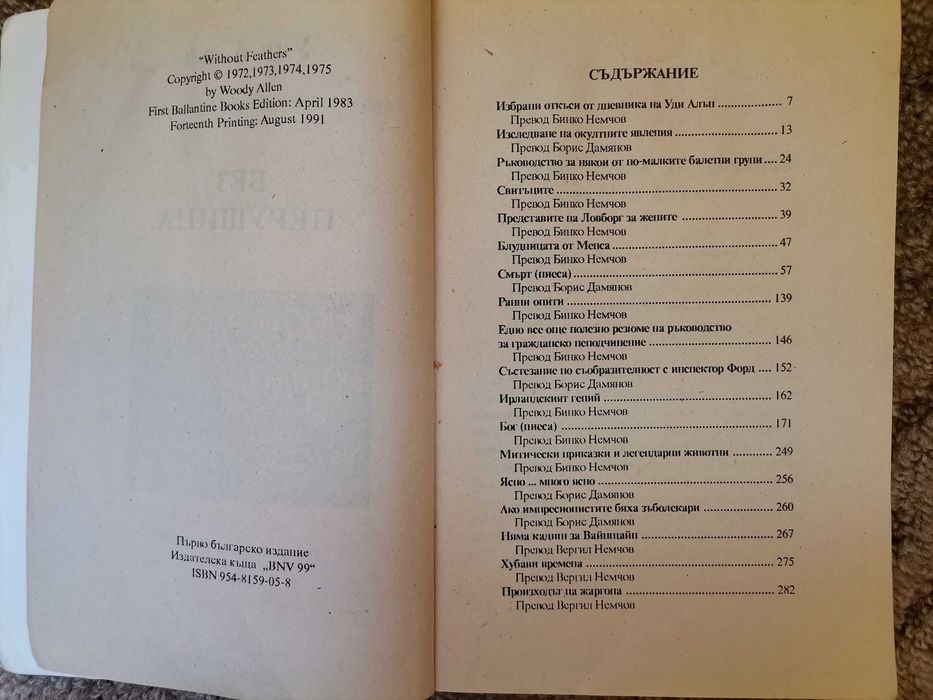 “Without Feathers”
Copyright © 1972,1973,1974,1975
by Woody Allen
First Ballantine Books Edition: April 1983
Forteenth Printing: August 1991
БЕЗ
ПЕРУШИНА
Първо българско издание
Издателска къща „BNV 99“
ISBN 954-8159-05-8
СЪДЪРЖАНИЕ
Избрани откъси от дневника на Уди Алън ................ 7
Превод Бинко Немчов
Изследване на окултните явления ......................... 13
Превод Борис Дамянов
Ръководство за някои от по-малките балетни групи .... 24
Превод Бинко Немчов
Свитъците ....................................................... 32
Превод Бинко Немчов
Представите на Ловборг за жените ........................ 39
Превод Бинко Немчов
Блудницата от Менса .......................................... 47
Превод Бинко Немчов
Смърт (пиеса) ................................................... 57
Превод Борис Дамянов
Ранни опити .................................................... 139
Превод Бинко Немчов
Едно все още полезно резюме на ръководство
за гражданско неподчинение ............................... 146
Превод Бинко Немчов
Състезание по съобразителност с инспектор Форд .... 152
Превод Борис Дамянов
Ирландският гений ............................................ 162
Превод Бинко Немчов
Бог (пиеса) ...................................................... 171
Превод Бинко Немчов
Митически приказки и легендарни животни ........... 249
Превод Бинко Немчов
Ясно ... много ясно ............................................. 256
Превод Борис Дамянов
Ако импресионистите бяха зъболекари .................. 260
Превод Борис Дамянов
Няма кадиш за Вайнщайн ................................... 267
Превод Вергил Немчов
Хубави времена ................................................ 275
Превод Вергил Немчов
Произходът на жаргона ...................................... 282
Превод Вергил Немчов